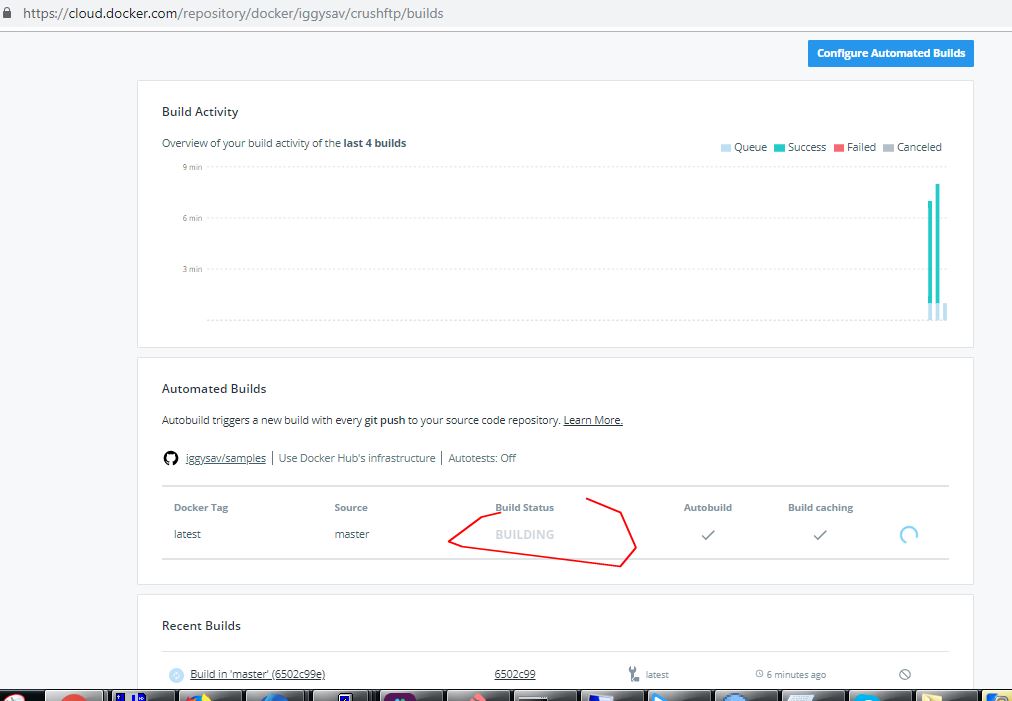 https://cloud.docker.com/repository/docker/iggysav/crushftp/builds
Configure Automated Builds
Build Activity
Overview of your build activity of the last 4 builds
Queue Success Failed Canceled
9 min
6 min
3 min
Automated Builds
Autobuild triggers a new build with every git push to your source code repository. Learn More.
iggysav/samples | Use Docker Hub's infrastructure | Autotests: Off
Docker Tag Source Build Status Autobuild Build caching
latest master BUILDING
Recent Builds
Build in 'master' (6502c99e) 6502c99 latest 6 minutes ago